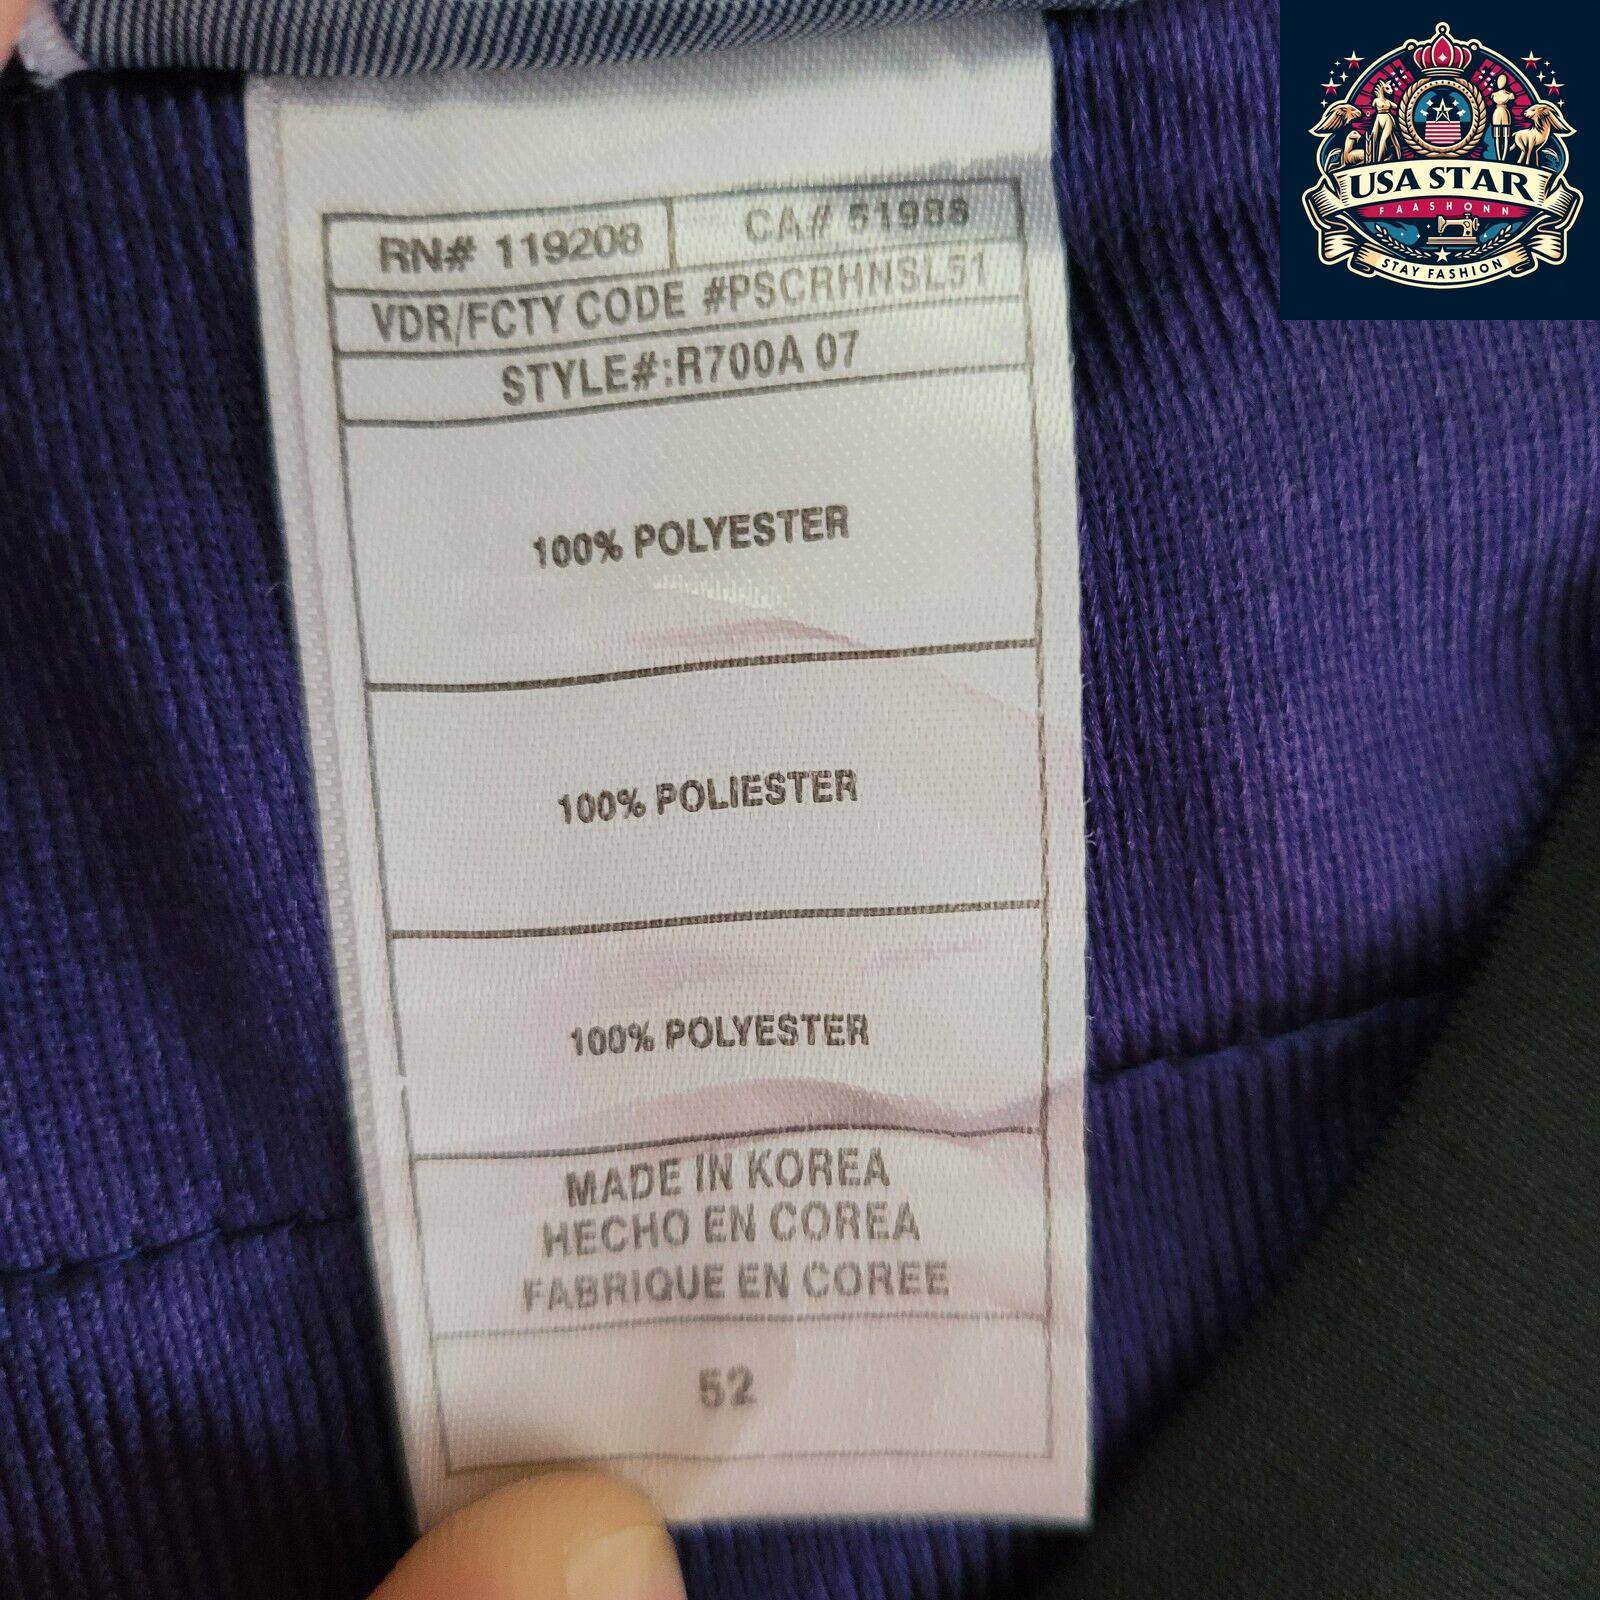 USA STAR
FAASHONN
STAY FASHION
RN# 119208 CA# 51988
VDR/FCTY CODE #PSCRHNSL51
STYLE#:R700A 07
100% POLYESTER
100% POLIESTER
100% POLYESTER
MADE IN KOREA
HECHO EN COREA
FABRIQUE EN COREE
52